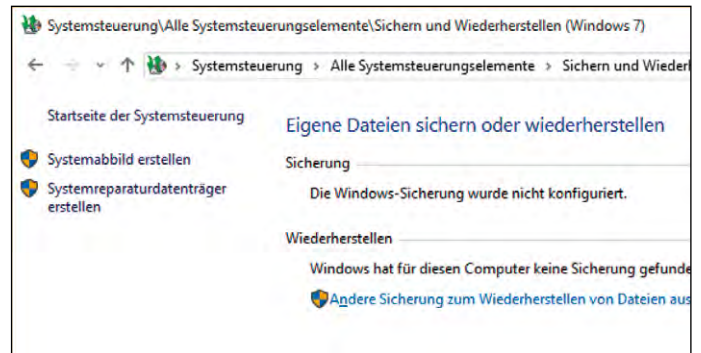 Systemsteuerung\Alle Systemsteuerungselemente\Sichern und Wiederherstellen (Windows 7)
Systemsteuerung > Alle Systemsteuerungselemente > Sichern und Wieder
Startseite der Systemsteuerung
Systemabbild erstellen
Systemreparaturdatenträger
erstellen
Eigene Dateien sichern oder wiederherstellen
Sicherung
Die Windows-Sicherung wurde nicht konfiguriert.
Wiederherstellen
Windows hat für diesen Computer keine Sicherung gefunde
Andere Sicherung zum Wiederherstellen von Dateien aus